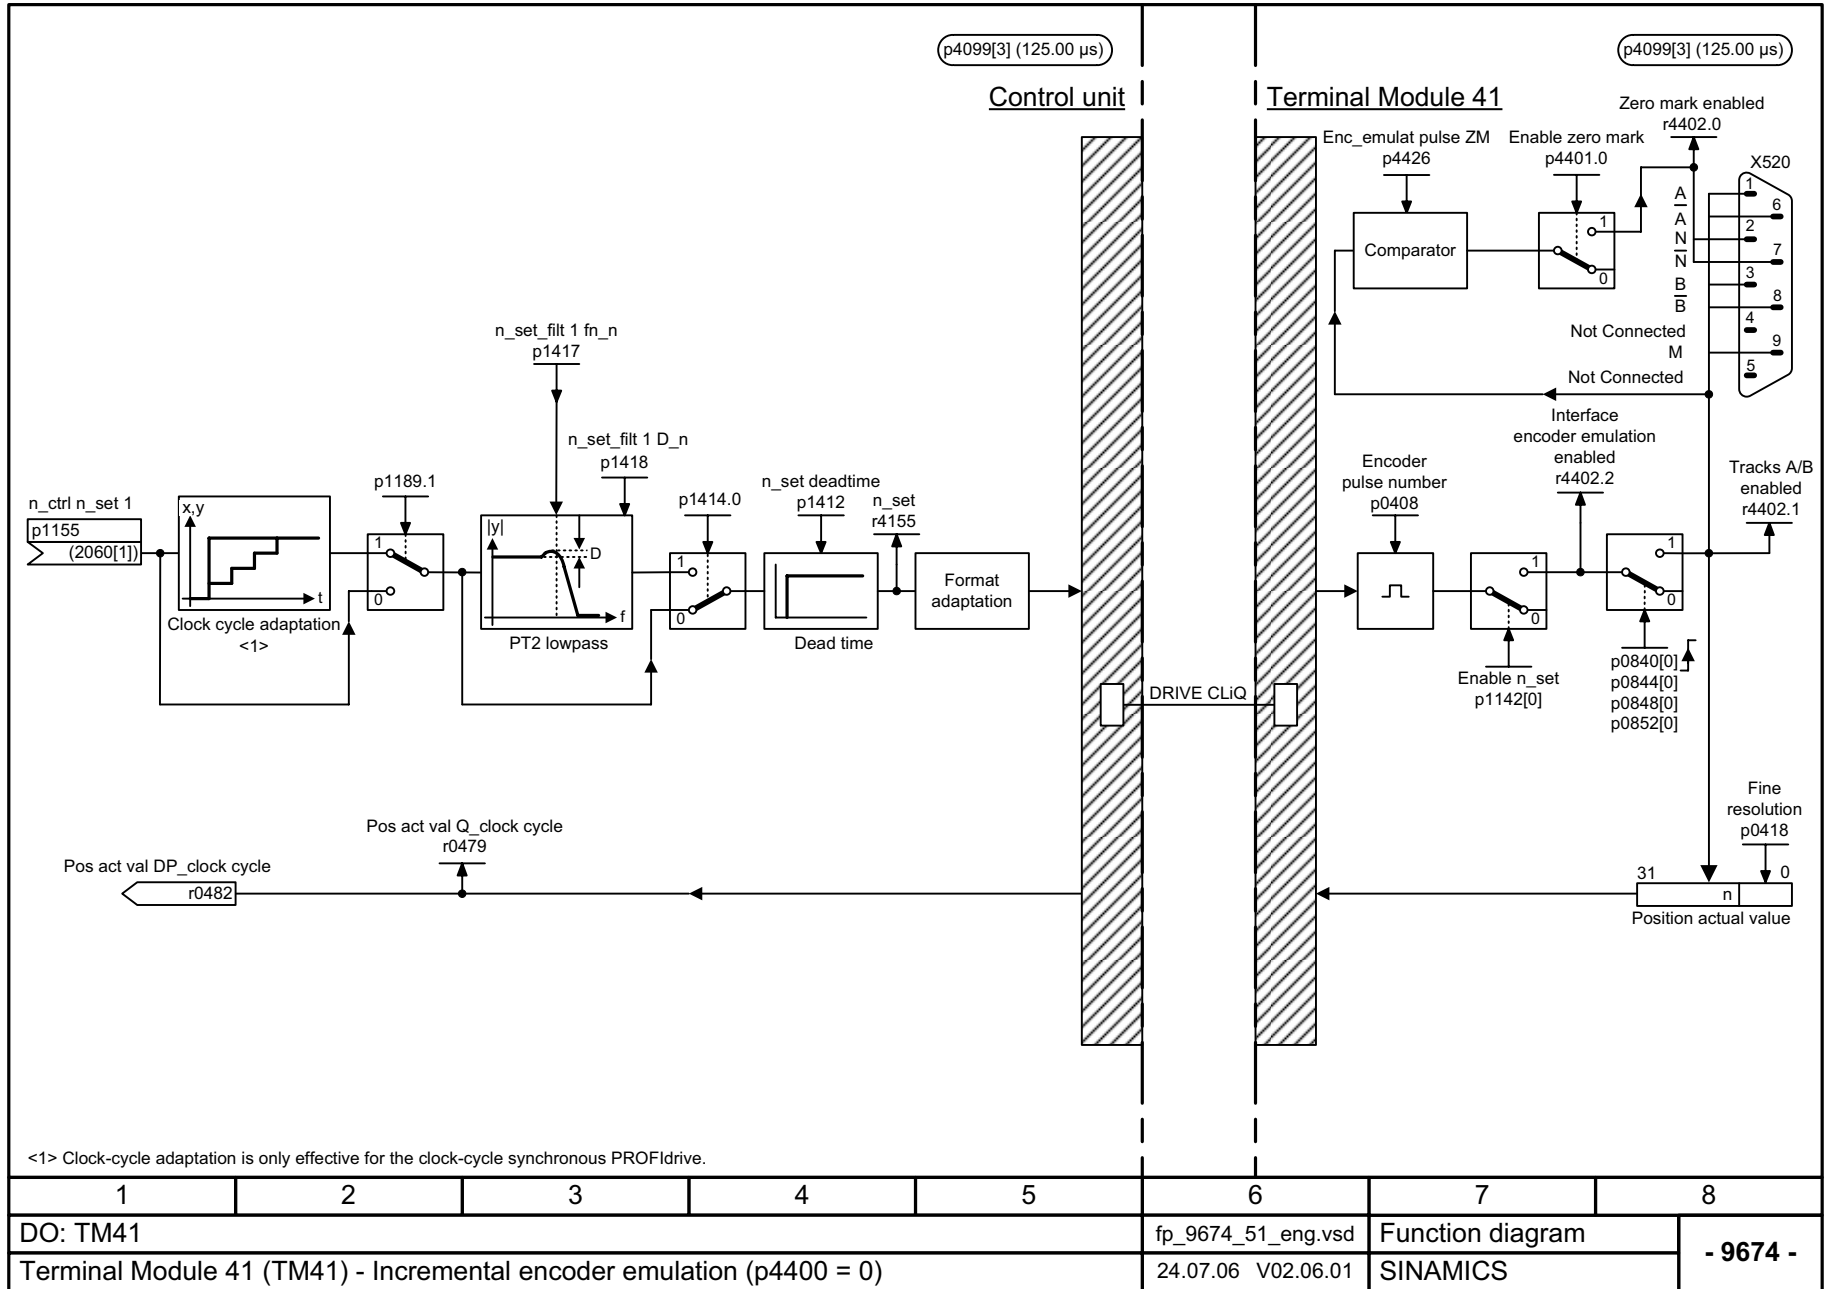 p4099[3] (125.00 µs)
p4099[3] (125.00 µs)
Control unit
Terminal Module 41
Zero mark enabled
r4402.0
Enc_emulat pulse ZM
p4426
Enable zero mark
p4401.0
X520
Comparator
1
0
A
A
N
N
B
B
Not Connected
M
Not Connected
1
6
2
7
3
8
4
9
5
n_set_filt 1 fn_n
p1417
n_set_filt 1 D_n
p1418
n_ctrl n_set 1
p1155
(2060[1])
x,y
t
Clock cycle adaptation
<1>
p1189.1
1
0
|y|
D
f
PT2 lowpass
p1414.0
1
0
n_set deadtime
p1412
Dead time
n_set
r4155
Format
adaptation
DRIVE CLiQ
Encoder
pulse number
p0408
Interface
encoder emulation
enabled
r4402.2
1
0
Enable n_set
p1142[0]
1
0
p0840[0]
p0844[0]
p0848[0]
p0852[0]
Tracks A/B
enabled
r4402.1
Pos act val Q_clock cycle
r0479
Pos act val DP_clock cycle
r0482
Fine
resolution
p0418
31
0
n
Position actual value
<1> Clock-cycle adaptation is only effective for the clock-cycle synchronous PROFIdrive.
1 2 3 4 5 6 7 8
DO: TM41
fp_9674_51_eng.vsd
Function diagram
- 9674 -
Terminal Module 41 (TM41) - Incremental encoder emulation (p4400 = 0)
24.07.06 V02.06.01
SINAMICS